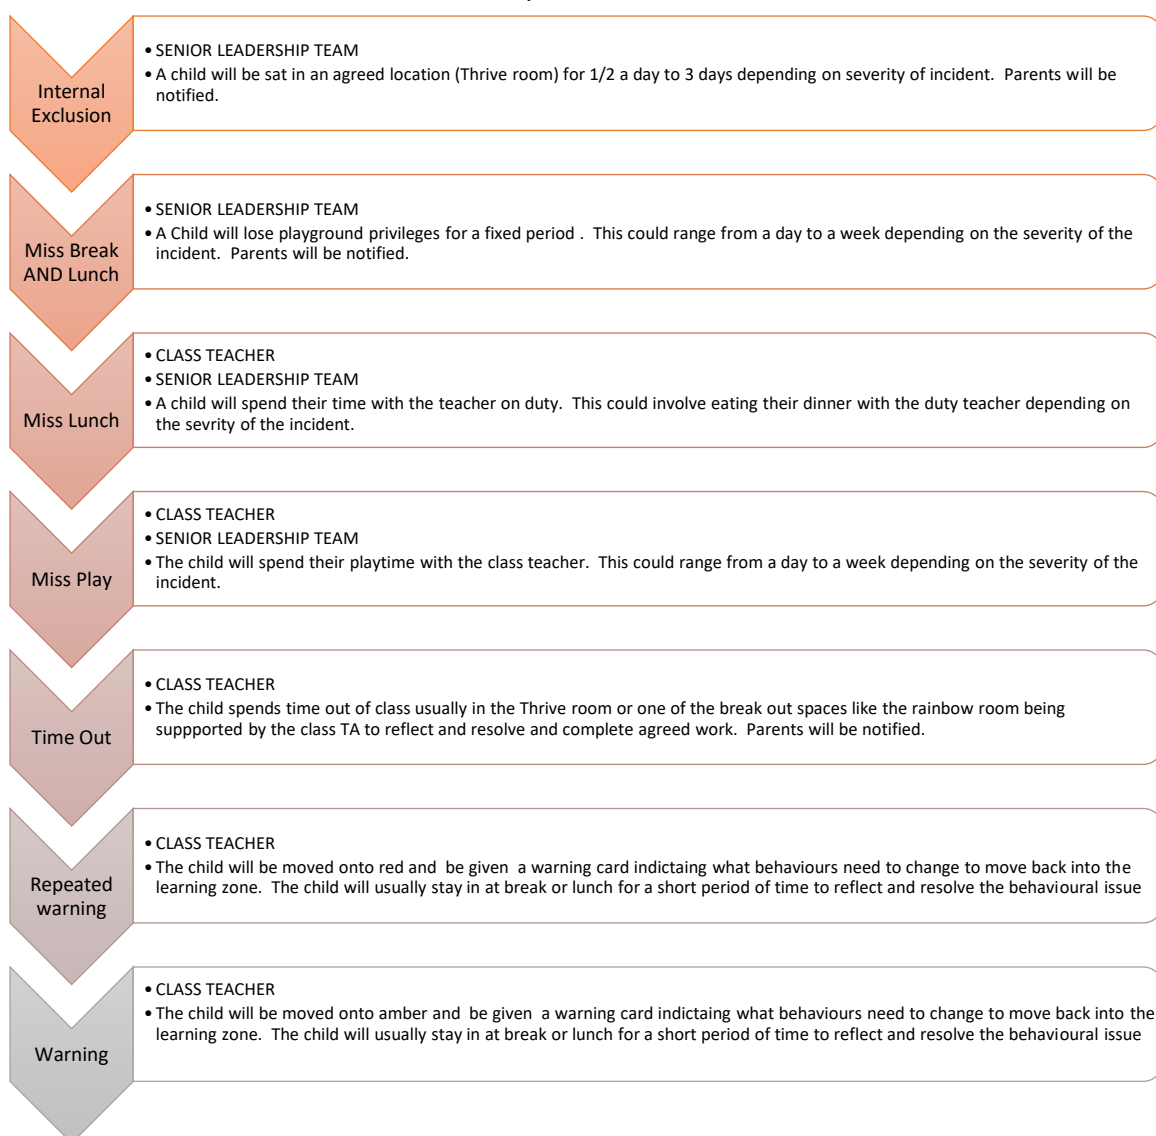 Internal
Exclusion
• SENIOR LEADERSHIP TEAM
• A child will be sat in an agreed location (Thrive room) for 1/2 a day to 3 days depending on severity of incident.  Parents will be
notified.
Miss Break
AND Lunch
• SENIOR LEADERSHIP TEAM
• A Child will lose playground privileges for a fixed period .  This could range from a day to a week depending on the severity of the
incident.  Parents will be notified.
Miss Lunch
• CLASS TEACHER
• SENIOR LEADERSHIP TEAM
• A child will spend their time with the teacher on duty.  This could involve eating their dinner with the duty teacher depending on
the sevrity of the incident.
Miss Play
• CLASS TEACHER
• SENIOR LEADERSHIP TEAM
• The child will spend their playtime with the class teacher.  This could range from a day to a week depending on the severity of the
incident.
Time Out
• CLASS TEACHER
• The child spends time out of class usually in the Thrive room or one of the break out spaces like the rainbow room being
suppported by the class TA to reflect and resolve and complete agreed work.  Parents will be notified.
Repeated
warning
• CLASS TEACHER
• The child will be moved onto red and  be given  a warning card indictaing what behaviours need to change to move back into the
learning zone.  The child will usually stay in at break or lunch for a short period of time to reflect and resolve the behavioural issue
Warning
• CLASS TEACHER
• The child will be moved onto amber and  be given  a warning card indictaing what behaviours need to change to move back into the
learning zone.  The child will usually stay in at break or lunch for a short period of time to reflect and resolve the behavioural issue